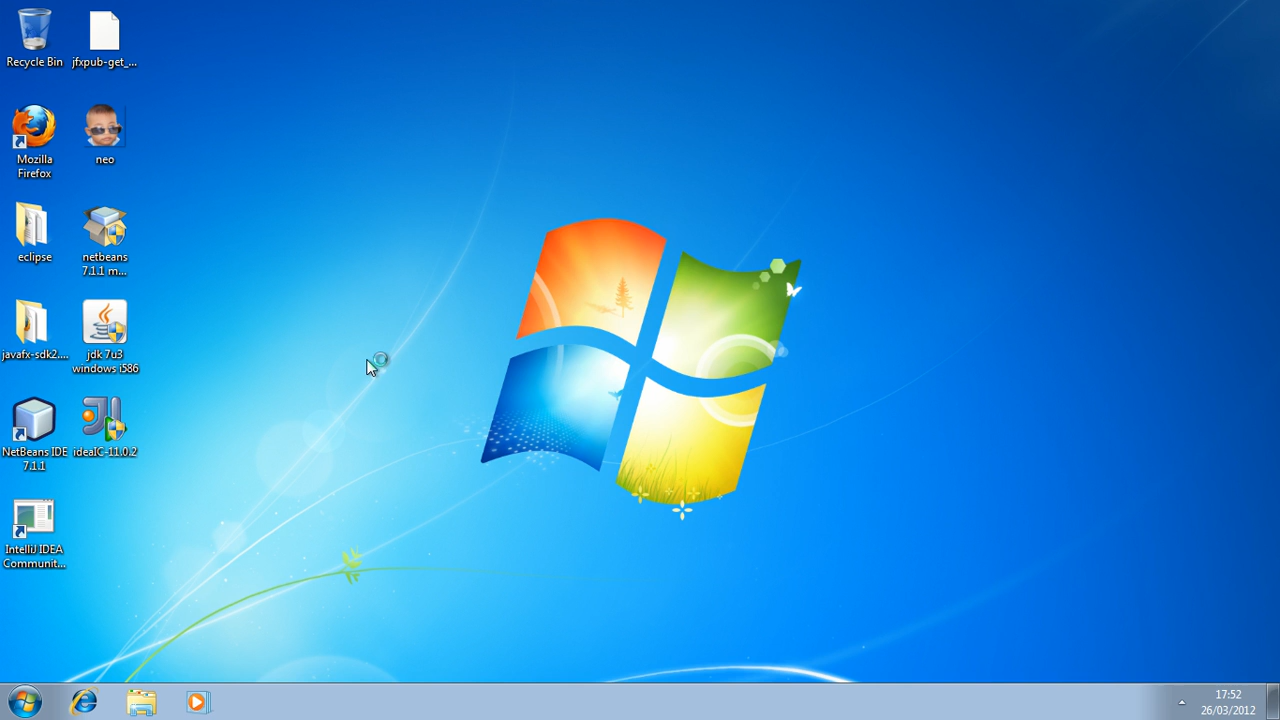 Recycle Bin
jfxpub-get_...
Mozilla
Firefox
neo
eclipse
netbeans
7.1.1 m...
javafx-sdk2....
jdk 7u3
windows i586
NetBeans IDE
7.1.1
ideaIC-11.0.2
IntelliJ IDEA
Communit...
17:52
26/03/2012